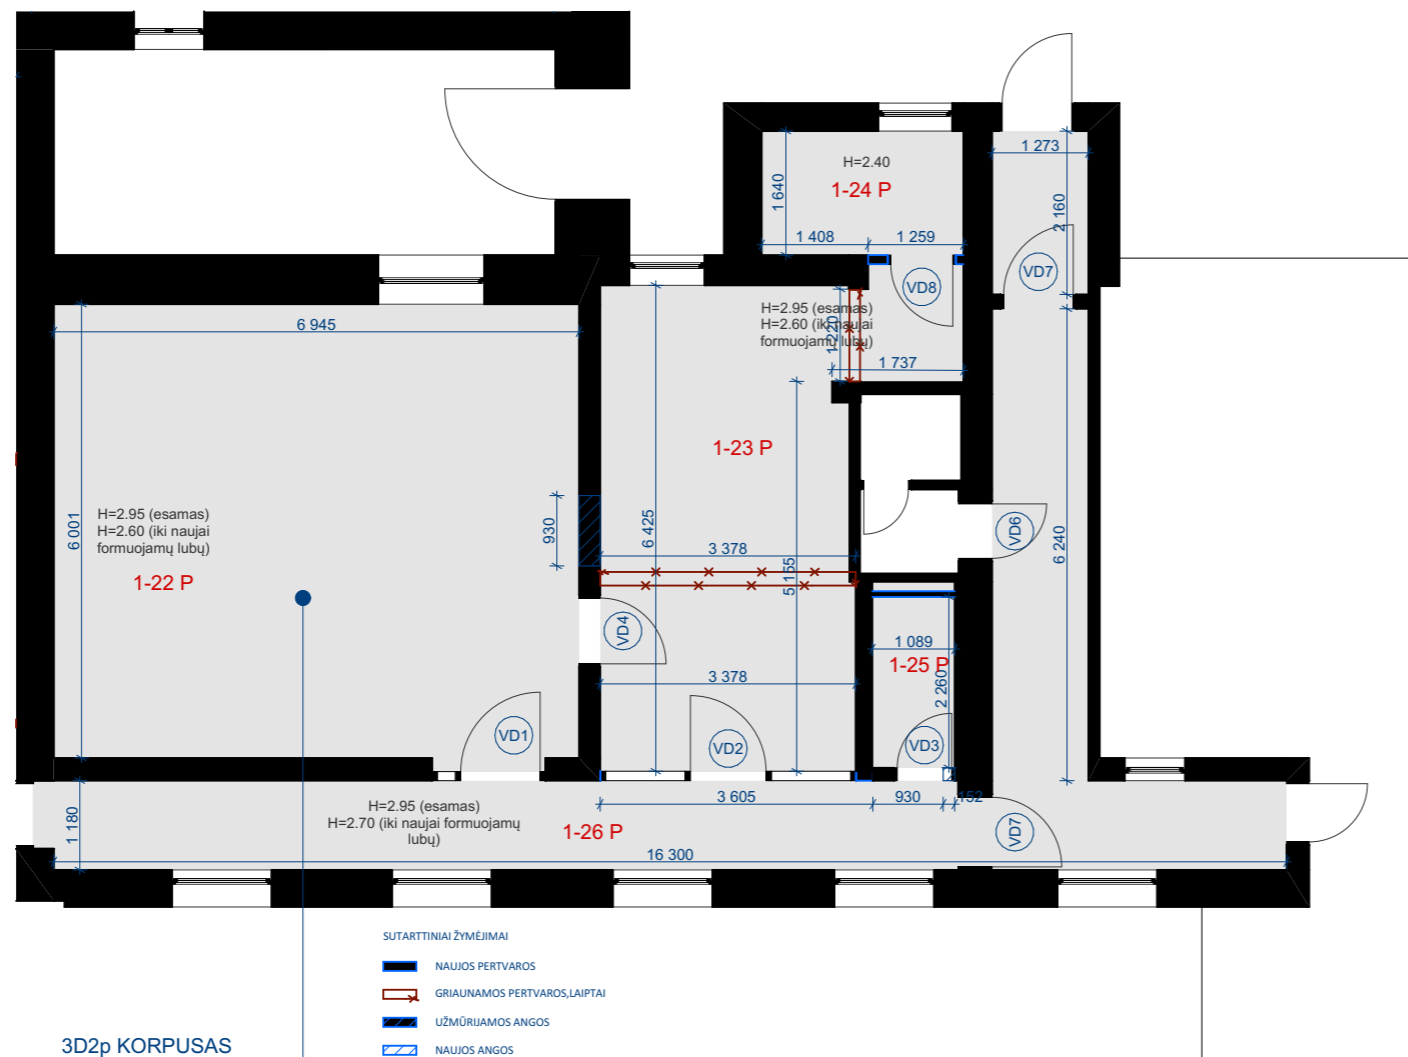 H=2.40
1-24 P
1 640
1 408
1 259
1 273
2 160
VD7
VD8
H=2.95 (esamas)
H=2.60 (iki naujai
formuojamų lubų)
1 220
1 737
6 945
6 001
H=2.95 (esamas)
H=2.60 (iki naujai
formuojamų lubų)
1-22 P
930
1-23 P
6 425
3 378
5 155
VD6
6 240
VD4
1 089
1-25 P
2 260
3 378
VD1
VD2
VD3
3 605
930
152
1 180
H=2.95 (esamas)
H=2.70 (iki naujai formuojamų
lubų)
1-26 P
VD7
16 300
SUTARTTINIAI ŽYMĖJIMAI
NAUJOS PERTVAROS
GRIAUNAMOS PERTVAROS,LAIPTAI
UŽMŪRIJAMOS ANGOS
NAUJOS ANGOS
3D2p KORPUSAS